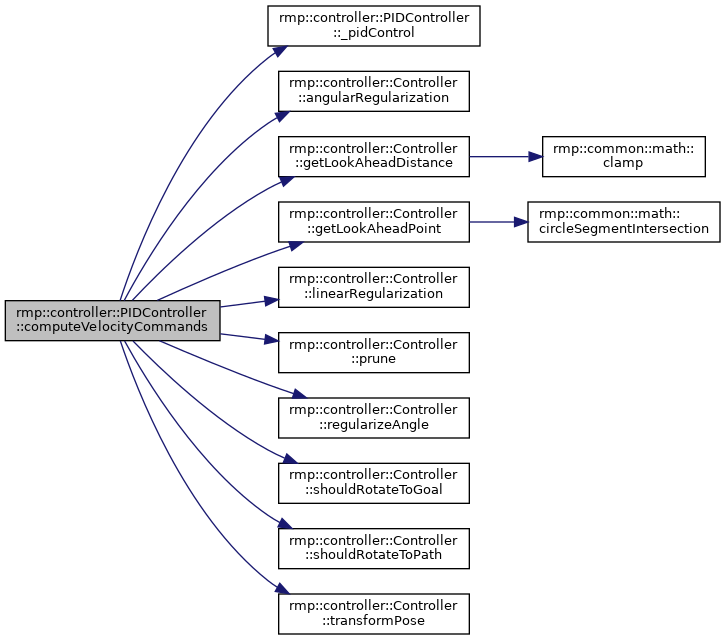 rmp::controller::PIDController
::_pidControl
rmp::controller::Controller
::angularRegularization
rmp::controller::Controller
::getLookAheadDistance
rmp::common::math::
clamp
rmp::controller::Controller
::getLookAheadPoint
rmp::common::math::
circleSegmentIntersection
rmp::controller::Controller
::linearRegularization
rmp::controller::PIDController
::computeVelocityCommands
rmp::controller::Controller
::prune
rmp::controller::Controller
::regularizeAngle
rmp::controller::Controller
::shouldRotateToGoal
rmp::controller::Controller
::shouldRotateToPath
rmp::controller::Controller
::transformPose